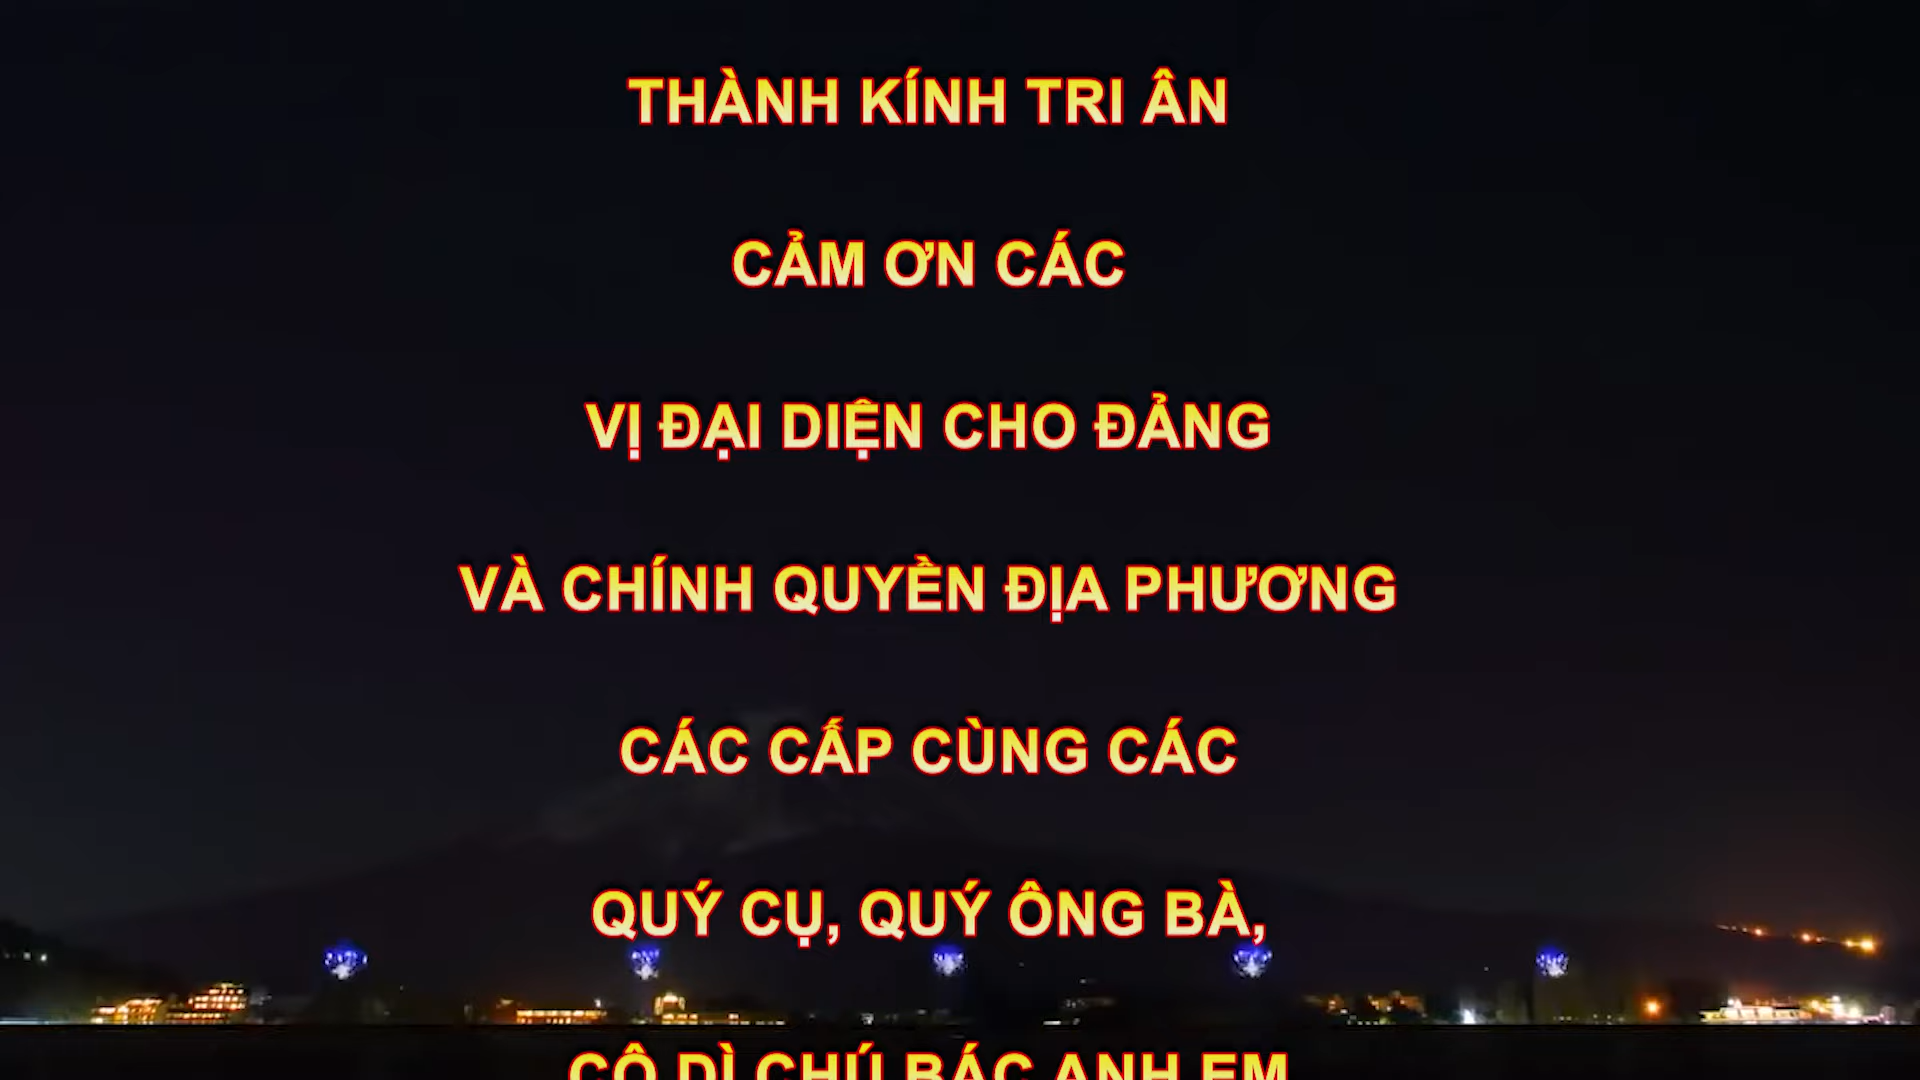 THÀNH KÍNH TRI ÂN
CẢM ƠN CÁC
VỊ ĐẠI DIỆN CHO ĐẢNG
VÀ CHÍNH QUYỀN ĐỊA PHƯƠNG
CÁC CẤP CÙNG CÁC
QUÝ CỤ, QUÝ ÔNG BÀ,
CÔ DÌ CHÚ BÁC ANH EM